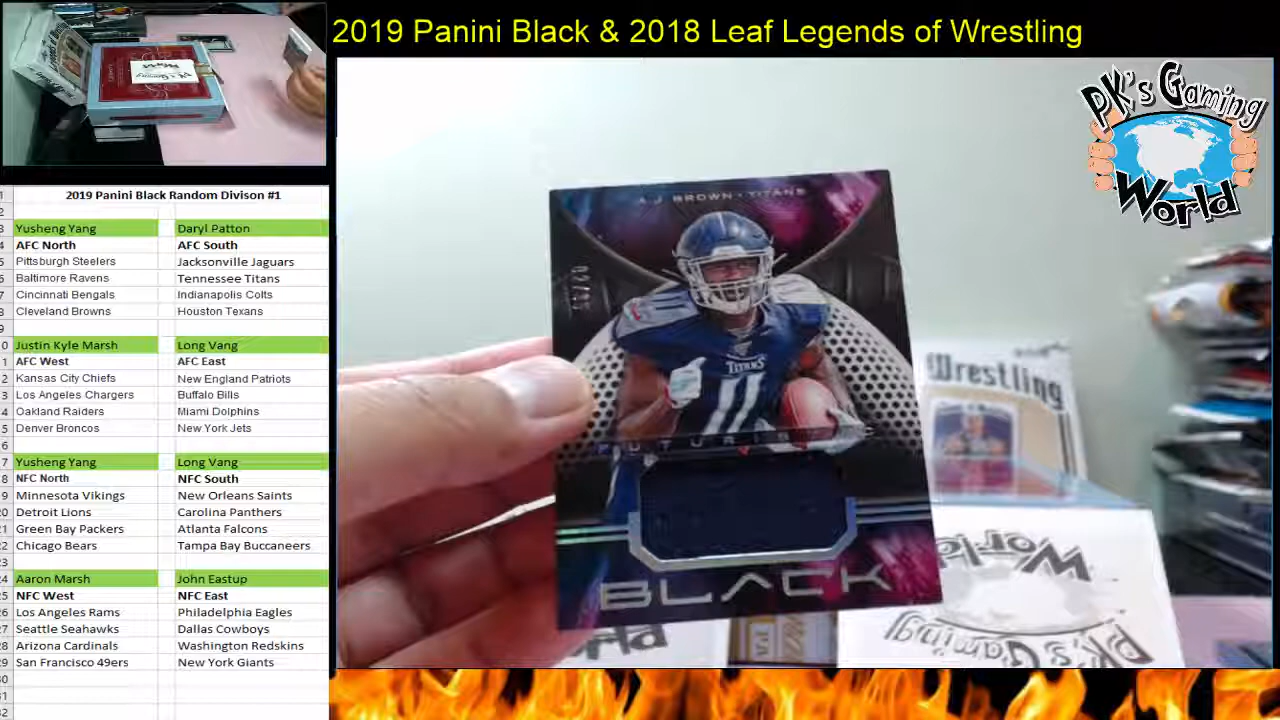 2019 Panini Black & 2018 Leaf Legends of Wrestling
PK's Gaming
World
2019 Panini Black Random Divison #1
Yusheng Yang
Daryl Patton
AFC North
AFC South
Pittsburgh Steelers
Jacksonville Jaguars
Baltimore Ravens
Tennessee Titans
Cincinnati Bengals
Indianapolis Colts
Cleveland Browns
Houston Texans
Justin Kyle Marsh
Long Vang
AFC West
AFC East
Kansas City Chiefs
New England Patriots
Los Angeles Chargers
Buffalo Bills
Oakland Raiders
Miami Dolphins
Denver Broncos
New York Jets
Yusheng Yang
Long Vang
NFC North
NFC South
Minnesota Vikings
New Orleans Saints
Detroit Lions
Carolina Panthers
Green Bay Packers
Atlanta Falcons
Chicago Bears
Tampa Bay Buccaneers
Aaron Marsh
John Eastup
NFC West
NFC East
Los Angeles Rams
Philadelphia Eagles
Seattle Seahawks
Dallas Cowboys
Arizona Cardinals
Washington Redskins
San Francisco 49ers
New York Giants
A.J. BROWN • TITANS
TITANS
11
BLACK
Wrestling
World
PK's Gaming
World